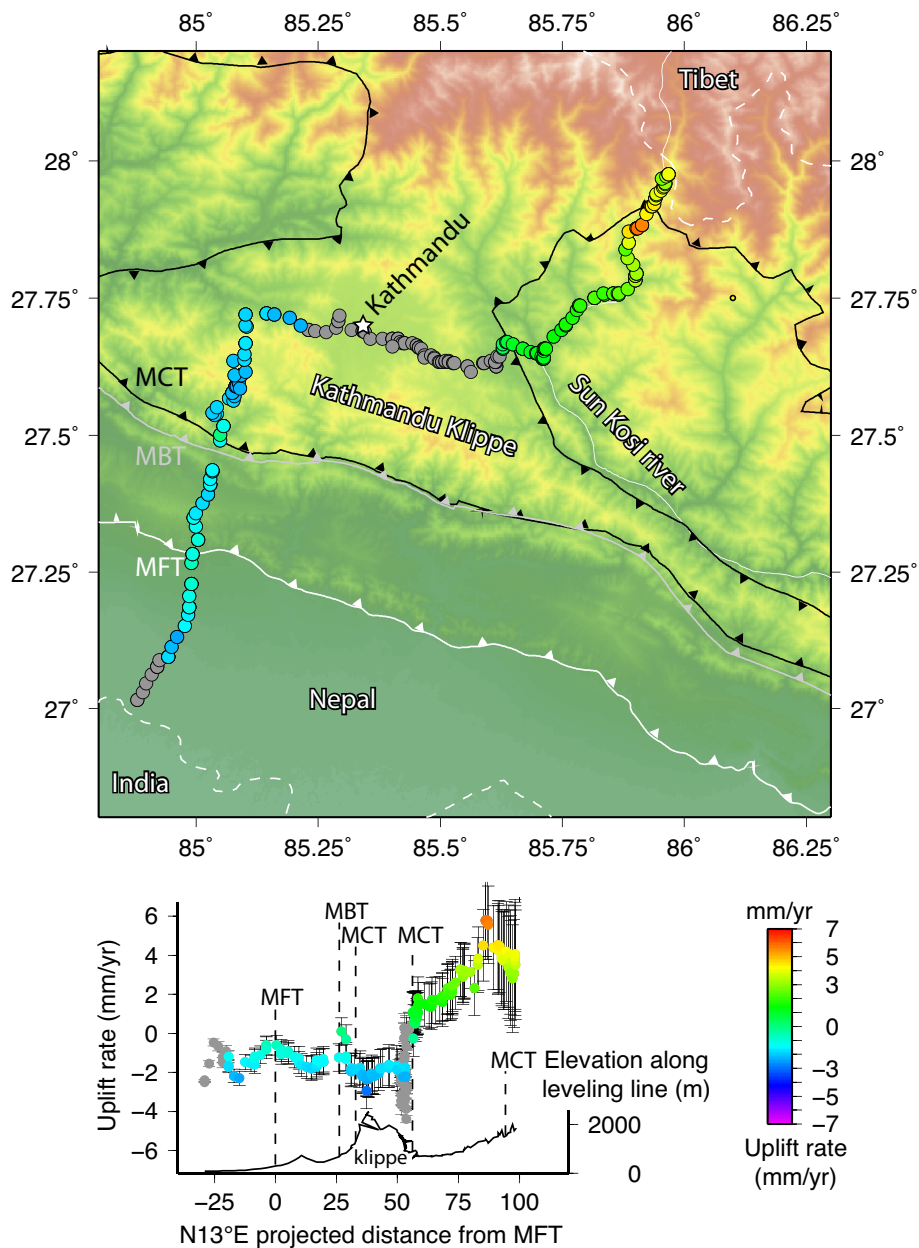 85° 85.25° 85.5° 85.75° 86° 86.25°
Tibet
28° 28°
Kathmandu
27.75° 27.75°
MCT
Kathmandu Klippe
Sun Kosi river
27.5° 27.5°
MBT
MFT
27.25° 27.25°
27° 27°
Nepal
India
85° 85.25° 85.5° 85.75° 86° 86.25°
Uplift rate (mm/yr)
6
4
2
0
−2
−4
−6
MBT
MCT MCT
MFT
MCT Elevation along
leveling line (m)
2000
0
klippe
−25 0 25 50 75 100
N13°E projected distance from MFT
mm/yr
7
5
3
0
−3
−5
−7
Uplift rate
(mm/yr)